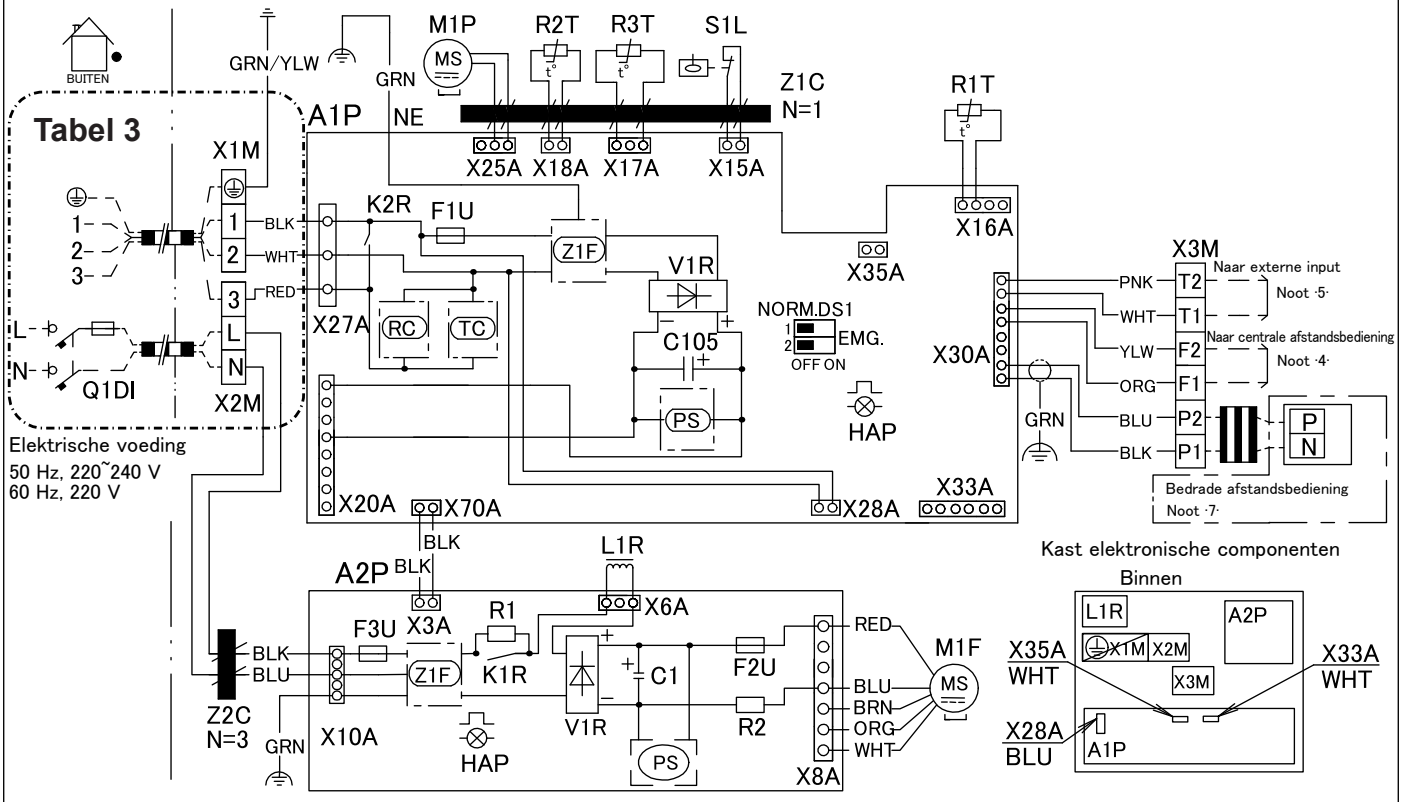 BUITEN
GRN/YLW
GRN
M1P
MS
R2T
t°
R3T
t°
S1L
Z1C
N=1
R1T
t°
Tabel 3
A1P
NE
X25A
X18A
X17A
X15A
X16A
X1M
1
2
3
1
2
3
L
N
BLK
WHT
RED
L
N
Q1DI
X2M
X27A
K2R
F1U
Z1F
V1R
RC
TC
C105
PS
X35A
NORM.
DS1
1
2
EMG.
OFF ON
HAP
X30A
GRN
X3M
PNK
T2
Naar externe input
Noot ·5·
WHT
T1
YLW
F2
Naar centrale afstandsbediening
Noot ·4·
ORG
F1
BLU
P2
BLK
P1
P
N
Bedrade afstandsbediening
Noot ·7·
Elektrische voeding
50 Hz, 220~240 V
60 Hz, 220 V
X20A
X70A
X28A
X33A
BLK
BLK
L1R
A2P
X3A
X6A
Z2C
N=3
BLK
BLU
GRN
X10A
F3U
Z1F
R1
K1R
HAP
V1R
+
−
C1
PS
F2U
R2
X8A
RED
BLU
BRN
ORG
WHT
M1F
MS
Kast elektronische componenten
Binnen
L1R
X1M
X2M
X3M
A2P
X35A
WHT
X33A
WHT
X28A
BLU
A1P